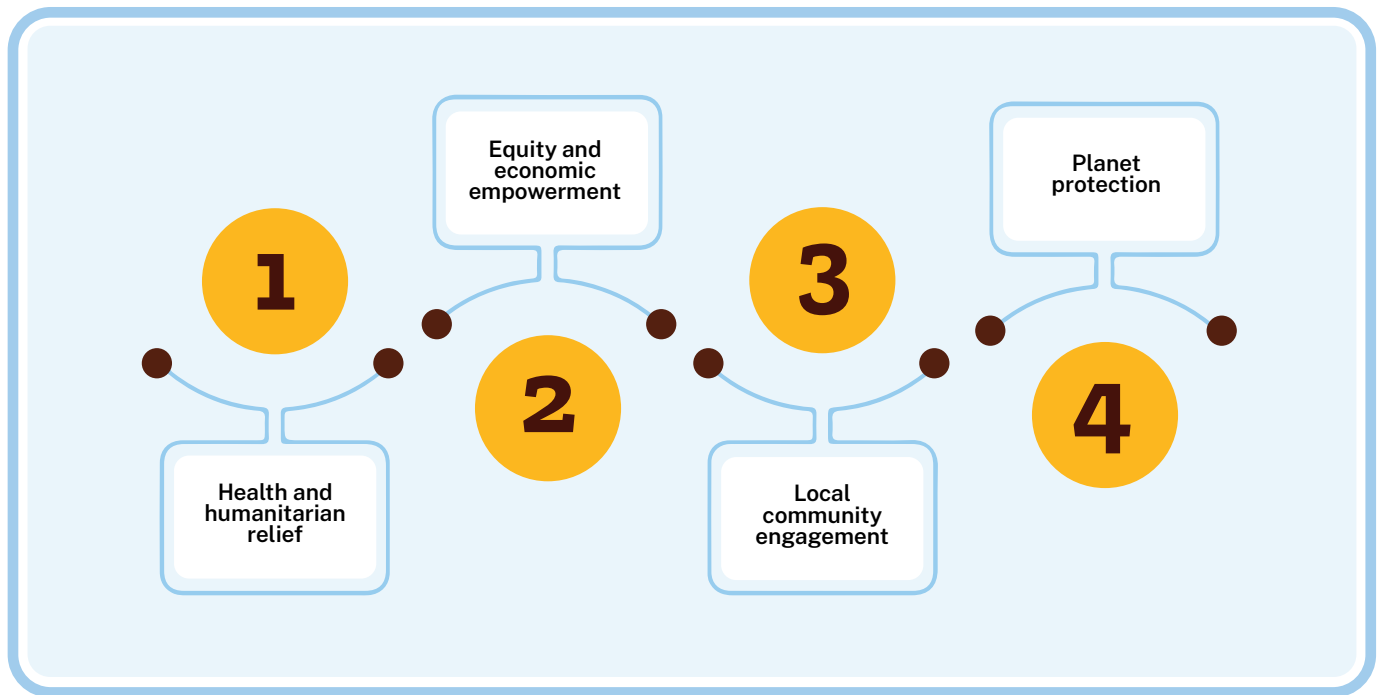 1
Health and
humanitarian
relief
Equity and
economic
empowerment
2
3
Local
community
engagement
Planet
protection
4